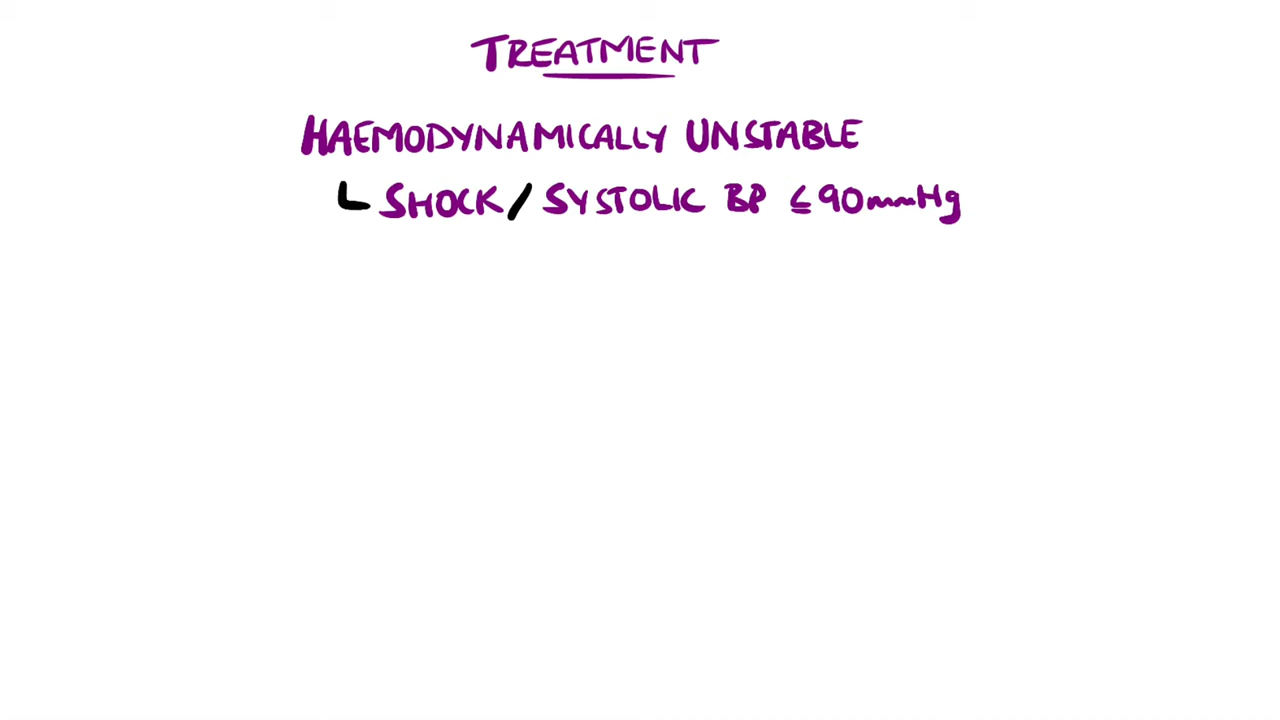 TREATMENT
HAEMODYNAMICALLY UNSTABLE
SHOCK / SYSTOLIC BP ≤ 90mmHg